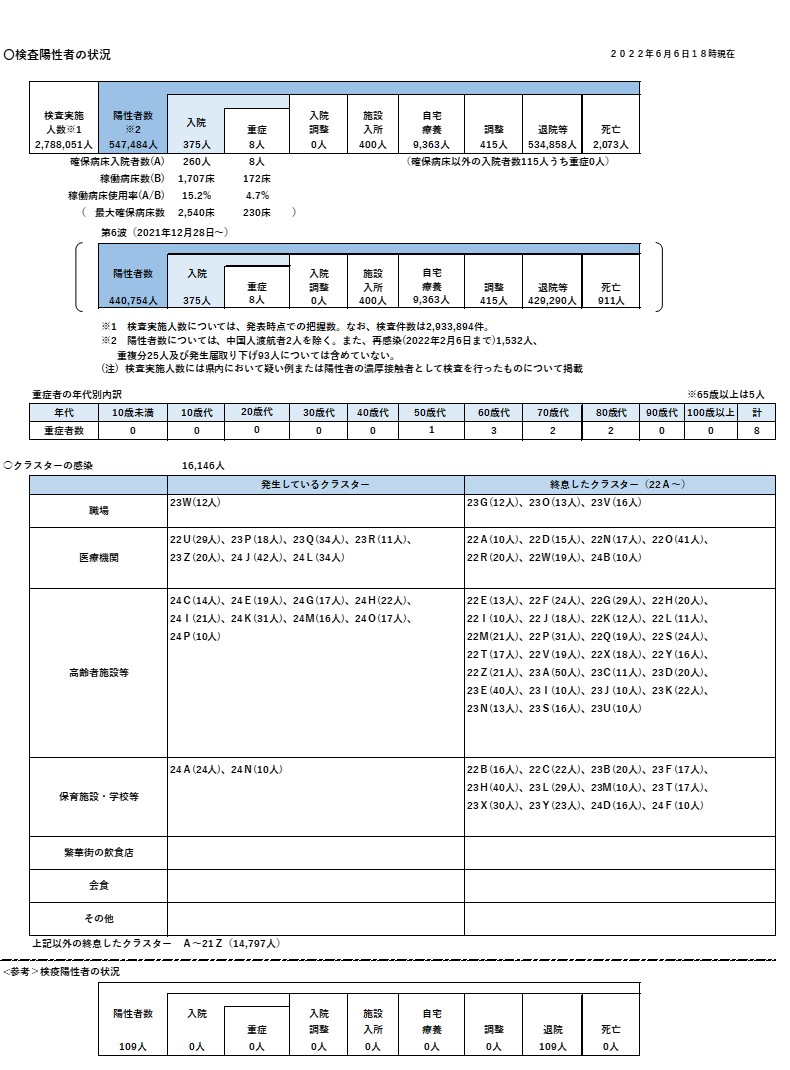 〇検査陽性者の状況
２０２２年６月６日１８時現在
検査実施人数※1 陽性者数※2 入院 重症 入院調整 施設入所 自宅療養 調整 退院等 死亡
2,788,051人 547,484人 375人 8人 0人 400人 9,363人 415人 534,858人 2,073人
確保病床入院者数(A) 260人 8人 （確保病床以外の入院者数115人うち重症0人）
稼働病床数(B) 1,707床 172床
稼働病床使用率(A/B) 15.2% 4.7%
（ 最大確保病床数 2,540床 230床 ）
第6波（2021年12月28日～）
陽性者数 入院 重症 入院調整 施設入所 自宅療養 調整 退院等 死亡
440,754人 375人 8人 0人 400人 9,363人 415人 429,290人 911人
※1 検査実施人数については、発表時点での把握数。なお、検査件数は2,933,894件。
※2 陽性者数については、中国人渡航者2人を除く。また、再感染(2022年2月6日まで)1,532人、
重複分25人及び発生届取り下げ93人については含めていない。
(注) 検査実施人数には県内において疑い例または陽性者の濃厚接触者として検査を行ったものについて掲載
重症者の年代別内訳 ※65歳以上は5人
年代 10歳未満 10歳代 20歳代 30歳代 40歳代 50歳代 60歳代 70歳代 80歳代 90歳代 100歳以上 計
重症者数 0 0 0 0 0 1 3 2 2 0 0 8
〇クラスターの感染 16,146人
発生しているクラスター 終息したクラスター（22Ａ～）
職場 23Ｗ(12人) 23Ｇ(12人)、23Ｏ(13人)、23Ｖ(16人)
医療機関
22Ｕ(29人)、23Ｐ(18人)、23Ｑ(34人)、23Ｒ(11人)、
23Ｚ(20人)、24Ｊ(42人)、24Ｌ(34人)
22Ａ(10人)、22Ｄ(15人)、22Ｎ(17人)、22Ｏ(41人)、
22Ｒ(20人)、22Ｗ(19人)、24Ｂ(10人)
高齢者施設等
24Ｃ(14人)、24Ｅ(19人)、24Ｇ(17人)、24Ｈ(22人)、
24Ｉ(21人)、24Ｋ(31人)、24Ｍ(16人)、24Ｏ(17人)、
24Ｐ(10人)
22Ｅ(13人)、22Ｆ(24人)、22Ｇ(29人)、22Ｈ(20人)、
22Ｉ(10人)、22Ｊ(18人)、22Ｋ(12人)、22Ｌ(11人)、
22Ｍ(21人)、22Ｐ(31人)、22Ｑ(19人)、22Ｓ(24人)、
22Ｔ(17人)、22Ｖ(19人)、22Ｘ(18人)、22Ｙ(16人)、
22Ｚ(21人)、23Ａ(50人)、23Ｃ(11人)、23Ｄ(20人)、
23Ｅ(40人)、23Ｉ(10人)、23Ｊ(10人)、23Ｋ(22人)、
23Ｎ(13人)、23Ｓ(16人)、23Ｕ(10人)
保育施設・学校等
24Ａ(24人)、24Ｎ(10人)
22Ｂ(16人)、22Ｃ(22人)、23Ｂ(20人)、23Ｆ(17人)、
23Ｈ(40人)、23Ｌ(29人)、23Ｍ(10人)、23Ｔ(17人)、
23Ｘ(30人)、23Ｙ(23人)、24Ｄ(16人)、24Ｆ(10人)
繁華街の飲食店
会食
その他
上記以外の終息したクラスター Ａ～21Ｚ（14,797人）
<参考＞検疫陽性者の状況
陽性者数 入院 重症 入院調整 施設入所 自宅療養 調整 退院 死亡
109人 0人 0人 0人 0人 0人 0人 109人 0人